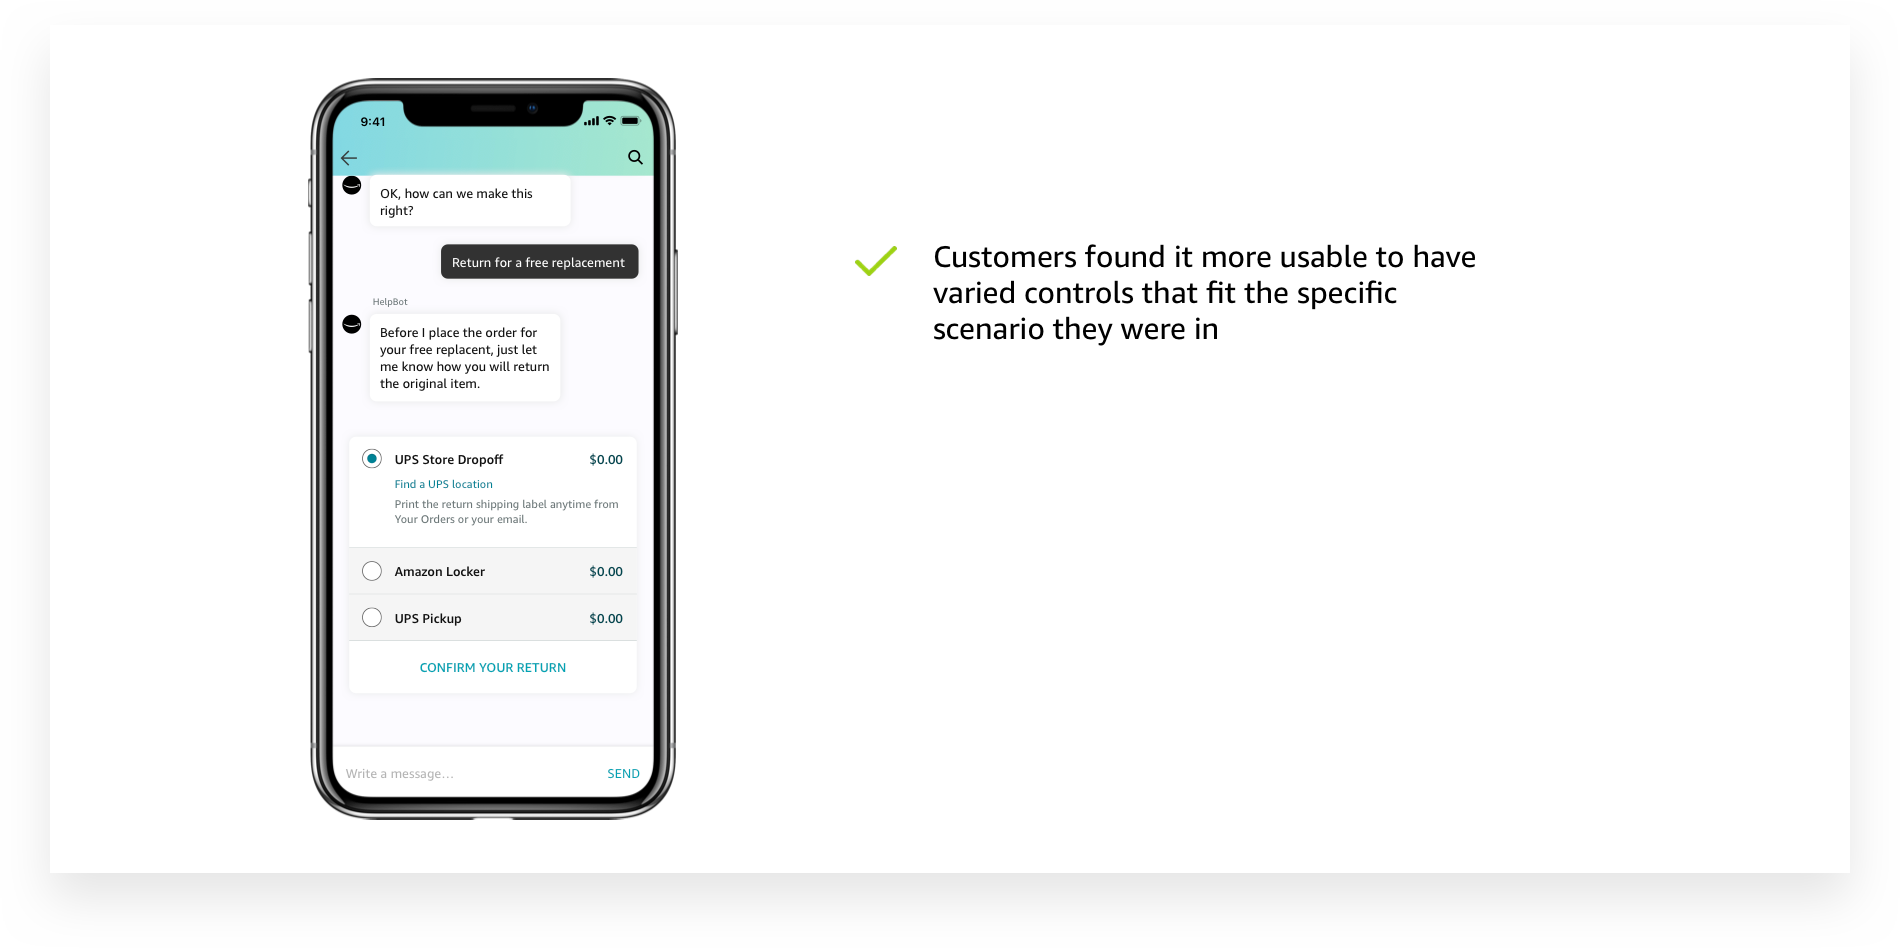 9:41
OK, how can we make this
right?
Return for a free replacement
HelpBot
Before I place the order for
your free replacent, just let
me know how you will return
the original item.
UPS Store Dropoff $0.00
Find a UPS location
Print the return shipping label anytime from
Your Orders or your email.
Amazon Locker $0.00
UPS Pickup $0.00
CONFIRM YOUR RETURN
Write a message... SEND
Customers found it more usable to have
varied controls that fit the specific
scenario they were in